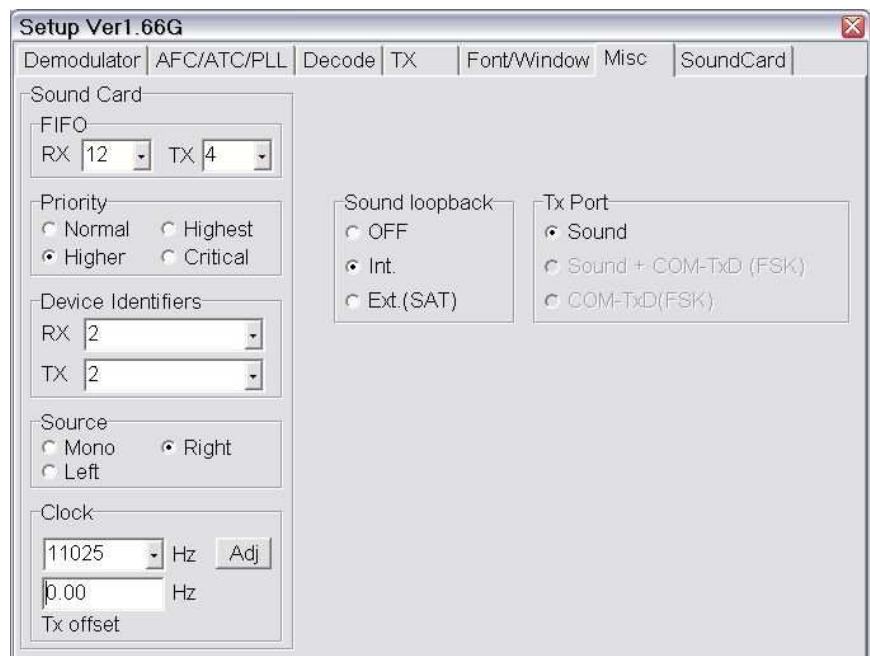 Setup Ver1.66G
Demodulator AFC/ATC/PLL Decode TX Font/Window Misc SoundCard
Sound Card
FIFO
RX 12 TX 4
Priority
Normal Highest
Higher Critical
Device Identifiers
RX 2
TX 2
Source
Mono Right
Left
Clock
11025 Hz Adj
0.00 Hz
Tx offset
Sound loopback
OFF
Int.
Ext.(SAT)
Tx Port
Sound
Sound + COM-TxD (FSK)
COM-TxD(FSK)